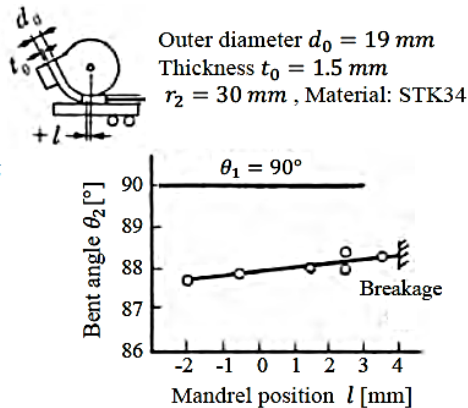 d₀
t₀
+l
Outer diameter d₀ = 19 mm
Thickness t₀ = 1.5 mm
r₂ = 30 mm , Material: STK34
θ₁ = 90°
90
89
88
87
86
Bent angle θ₂[°]
Breakage
-2 -1 0 1 2 3 4
Mandrel position l [mm]